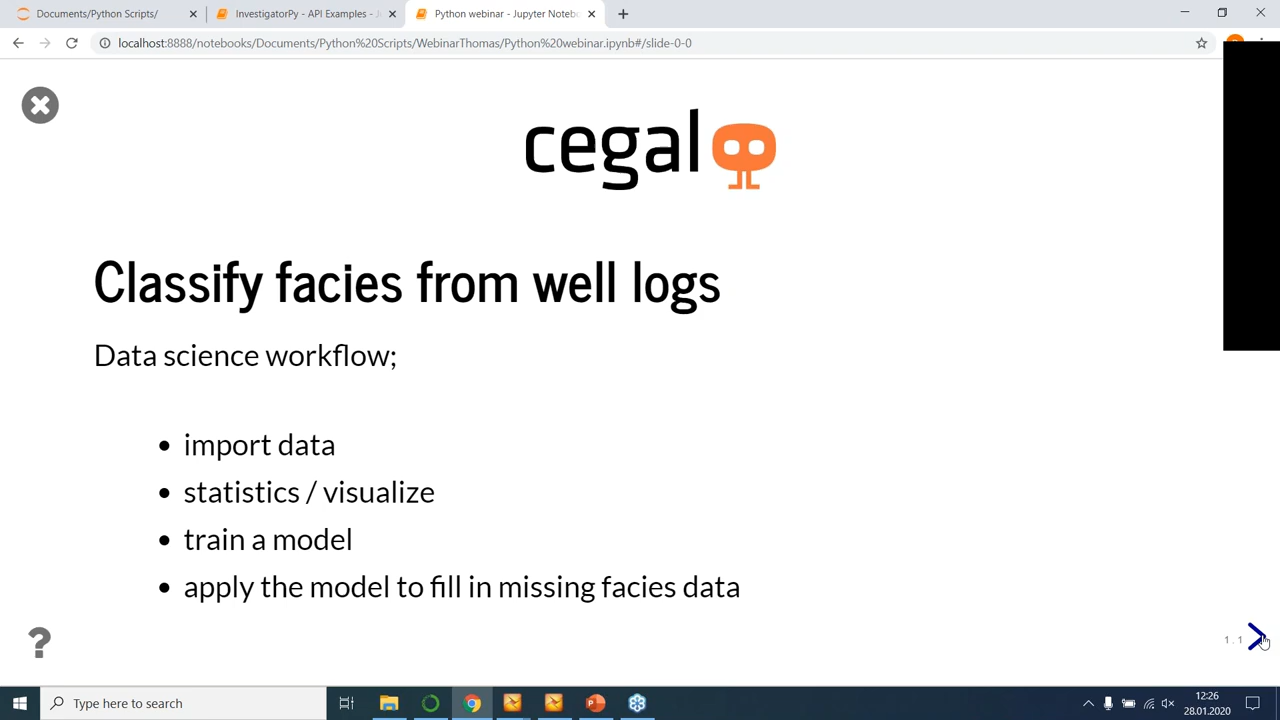 Documents/Python Scripts/
InvestigatorPy - API Examples -
Python webinar - Jupyter Notebo
localhost:8888/notebooks/Documents/Python%20Scripts/WebinarThomas/Python%20webinar.ipynb#/slide-0-0
cegal
Classify facies from well logs
Data science workflow;
• import data
• statistics / visualize
• train a model
• apply the model to fill in missing facies data
?
1 . 1
Type here to search
12:26
28.01.2020